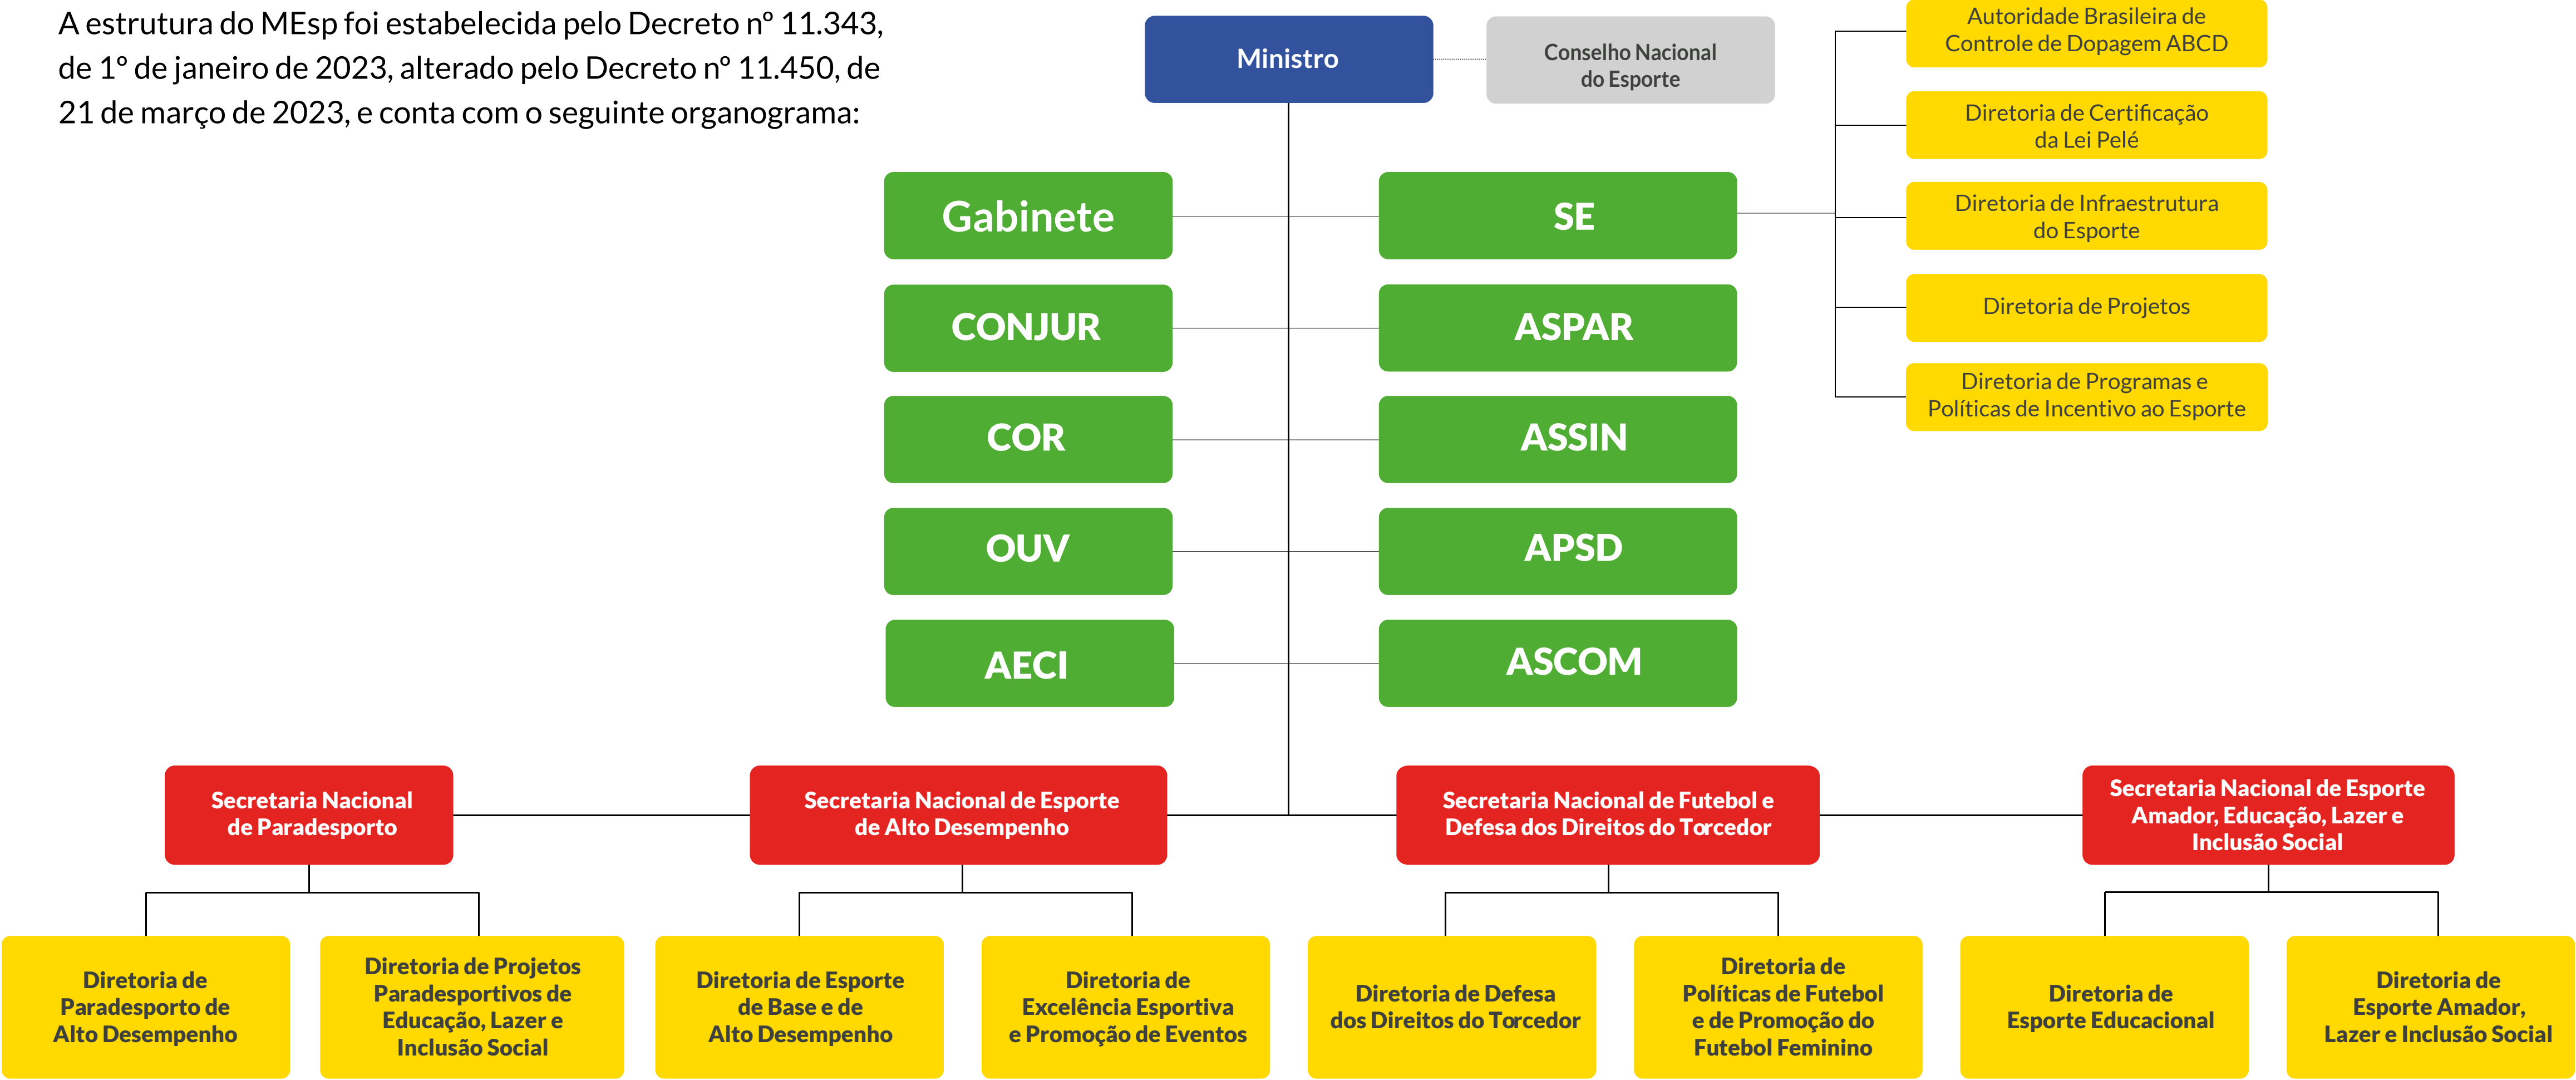 A estrutura do MEsp foi estabelecida pelo Decreto nº 11.343,
de 1º de janeiro de 2023, alterado pelo Decreto nº 11.450, de
21 de março de 2023, e conta com o seguinte organograma:
Ministro
Conselho Nacional
do Esporte
Autoridade Brasileira de
Controle de Dopagem ABCD
Diretoria de Certificação
da Lei Pelé
Diretoria de Infraestrutura
do Esporte
Diretoria de Projetos
Diretoria de Programas e
Políticas de Incentivo ao Esporte
Gabinete
SE
CONJUR
ASPAR
COR
ASSIN
OUV
APSD
AECI
ASCOM
Secretaria Nacional
de Paradesporto
Secretaria Nacional de Esporte
de Alto Desempenho
Secretaria Nacional de Futebol e
Defesa dos Direitos do Torcedor
Secretaria Nacional de Esporte
Amador, Educação, Lazer e
Inclusão Social
Diretoria de
Paradesporto de
Alto Desempenho
Diretoria de Projetos
Paradesportivos de
Educação, Lazer e
Inclusão Social
Diretoria de Esporte
de Base e de
Alto Desempenho
Diretoria de
Excelência Esportiva
e Promoção de Eventos
Diretoria de Defesa
dos Direitos do Torcedor
Diretoria de
Políticas de Futebol
e de Promoção do
Futebol Feminino
Diretoria de
Esporte Educacional
Diretoria de
Esporte Amador,
Lazer e Inclusão Social